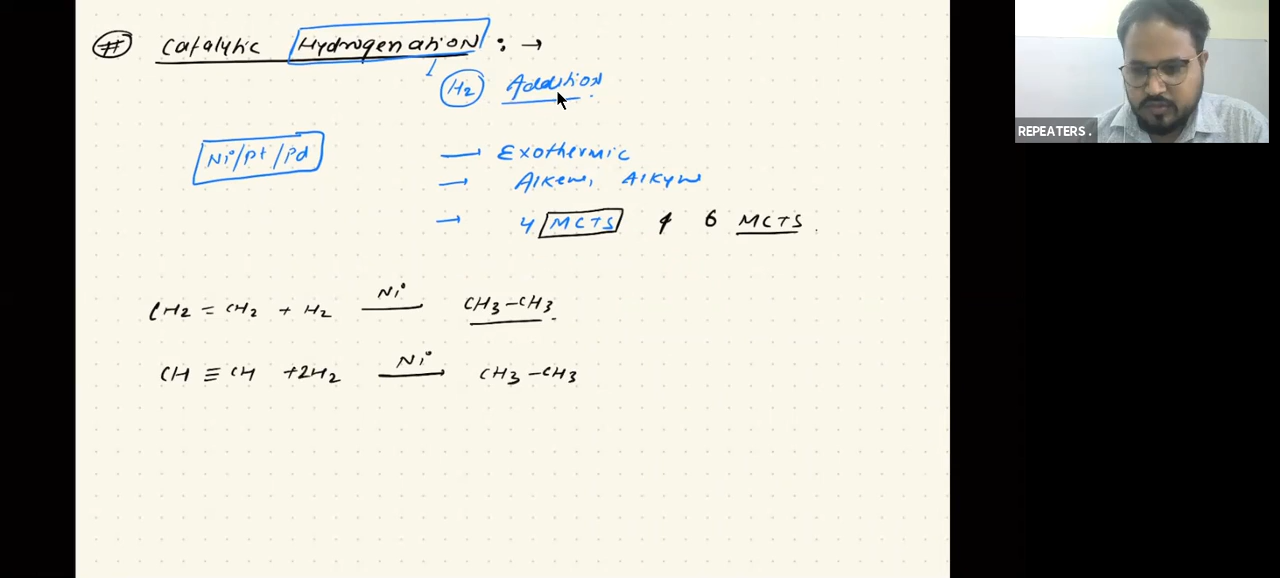 # Catalytic Hydrogenation : →
H2 Addition
Ni/Pt/Pd
→ Exothermic
→ Alkene, Alkyne
→ 4 MCTS & 6 MCTS.
CH2 = CH2 + H2 Ni CH3-CH3.
CH ≡ CH +2H2 Ni CH3-CH3
REPEATERS .